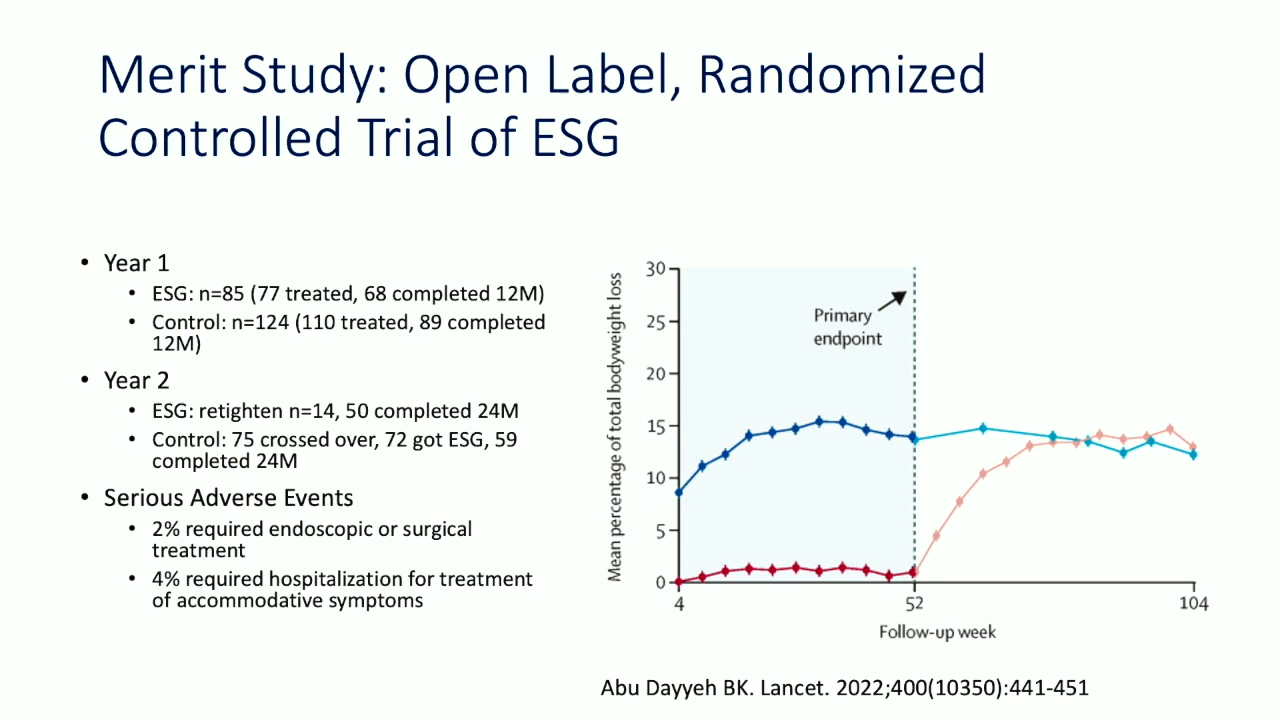 Merit Study: Open Label, Randomized
Controlled Trial of ESG
• Year 1
• ESG: n=85 (77 treated, 68 completed 12M)
• Control: n=124 (110 treated, 89 completed
12M)
• Year 2
• ESG: retighten n=14, 50 completed 24M
• Control: 75 crossed over, 72 got ESG, 59
completed 24M
• Serious Adverse Events
• 2% required endoscopic or surgical
treatment
• 4% required hospitalization for treatment
of accommodative symptoms
Mean percentage of total bodyweight loss
30
25
20
15
10
5
0
Primary
endpoint
4
52
104
Follow-up week
Abu Dayyeh BK. Lancet. 2022;400(10350):441-451